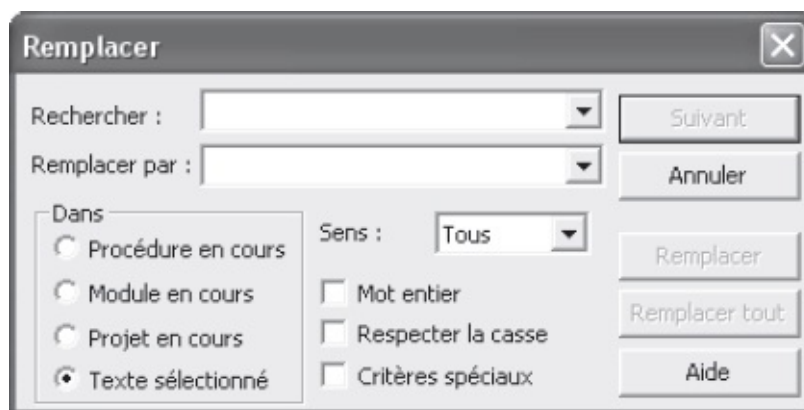 Remplacer
Rechercher :
Suivant
Remplacer par :
Annuler
Dans
Procédure en cours
Module en cours
Projet en cours
Texte sélectionné
Sens :
Tous
Mot entier
Respecter la casse
Critères spéciaux
Remplacer
Remplacer tout
Aide